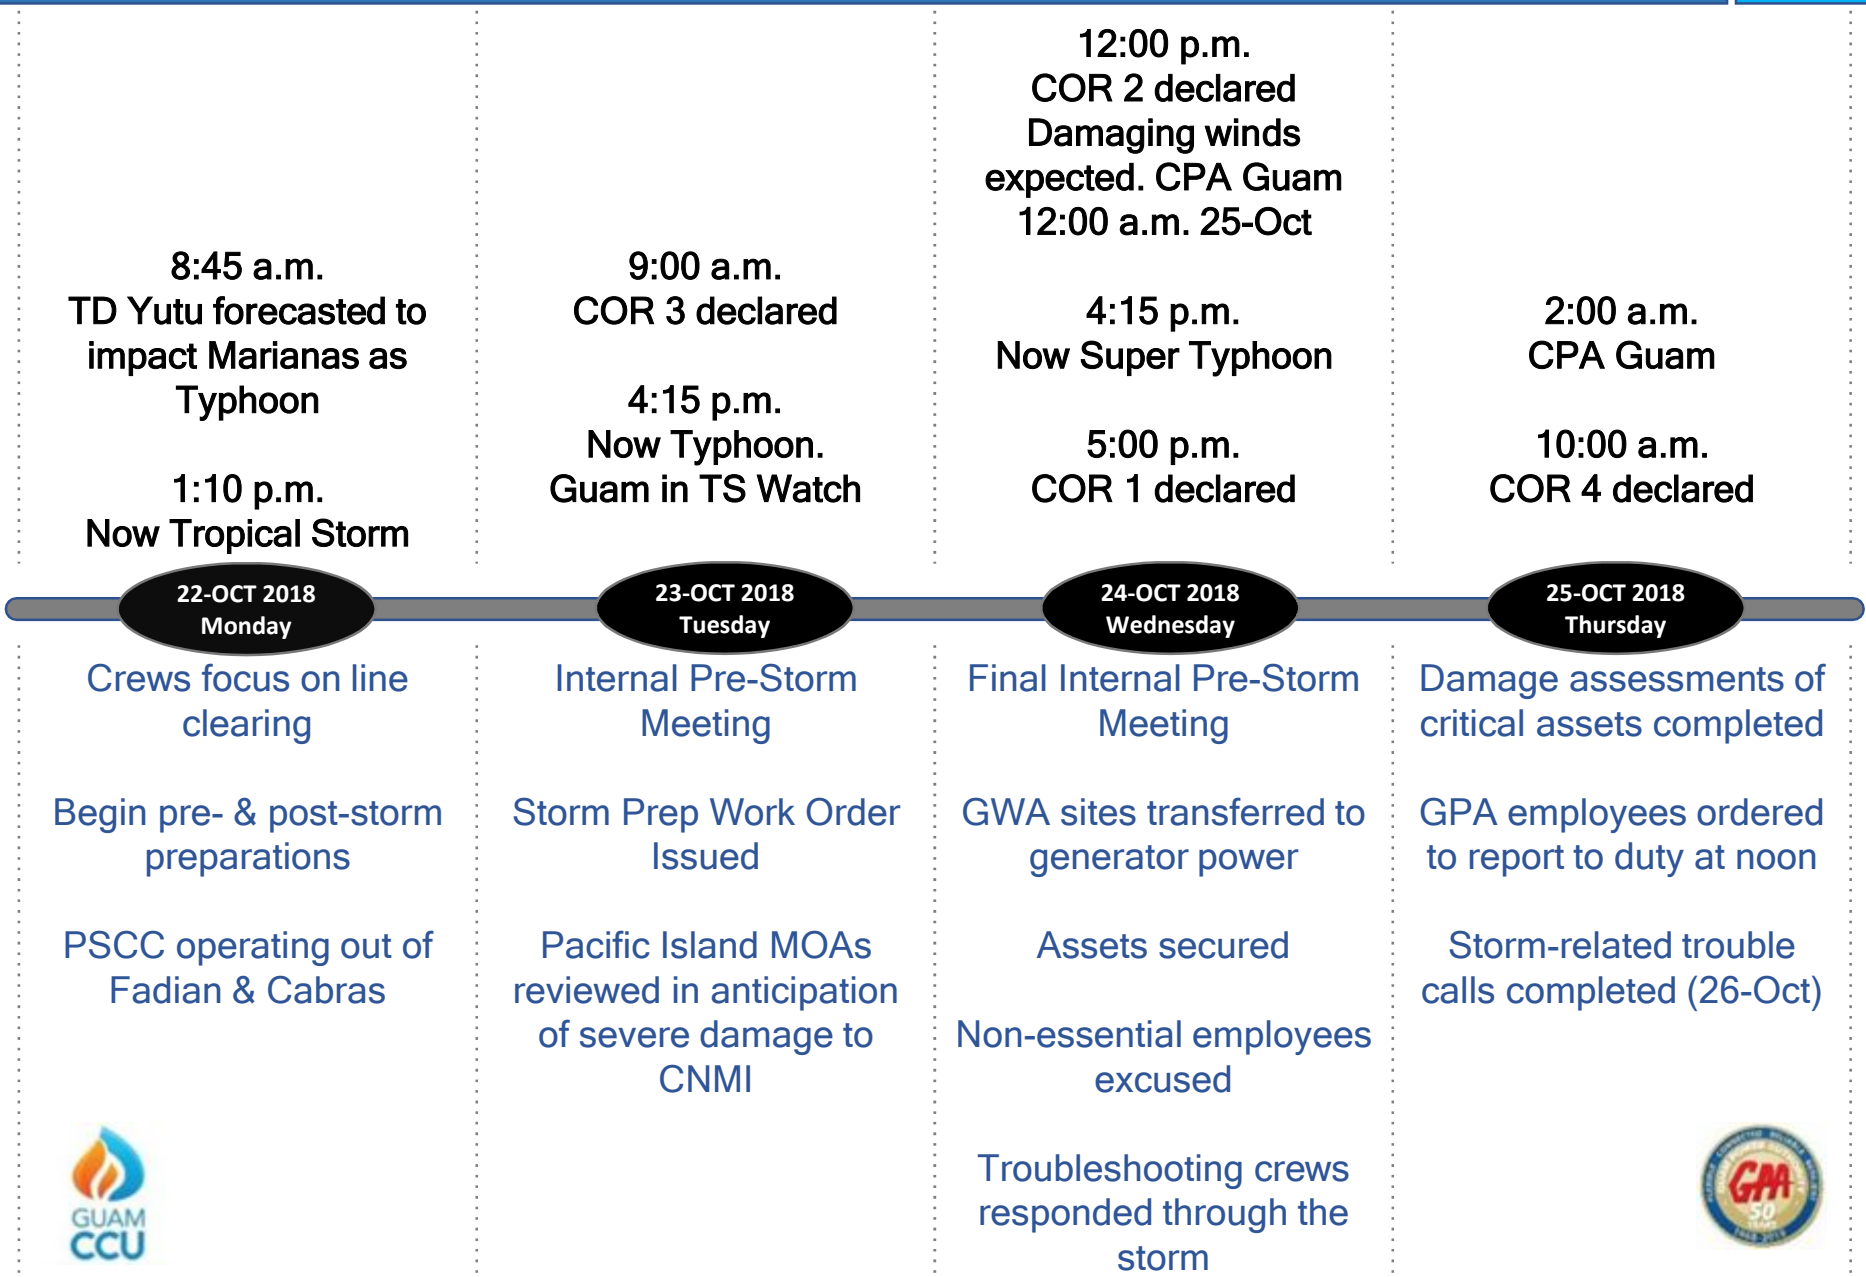 8:45 a.m.
TD Yutu forecasted to
impact Marianas as
Typhoon
1:10 p.m.
Now Tropical Storm
9:00 a.m.
COR 3 declared
4:15 p.m.
Now Typhoon.
Guam in TS Watch
12:00 p.m.
COR 2 declared
Damaging winds
expected. CPA Guam
12:00 a.m. 25-Oct
4:15 p.m.
Now Super Typhoon
5:00 p.m.
COR 1 declared
2:00 a.m.
CPA Guam
10:00 a.m.
COR 4 declared
22-OCT 2018
Monday
23-OCT 2018
Tuesday
24-OCT 2018
Wednesday
25-OCT 2018
Thursday
Crews focus on line
clearing
Begin pre- & post-storm
preparations
PSCC operating out of
Fadian & Cabras
Internal Pre-Storm
Meeting
Storm Prep Work Order
Issued
Pacific Island MOAs
reviewed in anticipation
of severe damage to
CNMI
Final Internal Pre-Storm
Meeting
GWA sites transferred to
generator power
Assets secured
Non-essential employees
excused
Troubleshooting crews
responded through the
storm
Damage assessments of
critical assets completed
GPA employees ordered
to report to duty at noon
Storm-related trouble
calls completed (26-Oct)
GUAM
CCU
GPA
50
YEARS